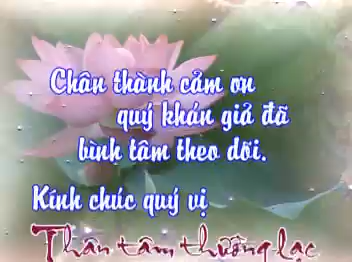 Chân thành cảm ơn
quý khán giả đã
bình tâm theo dõi.
Kính chúc quý vị
Thân tâm thường lạc